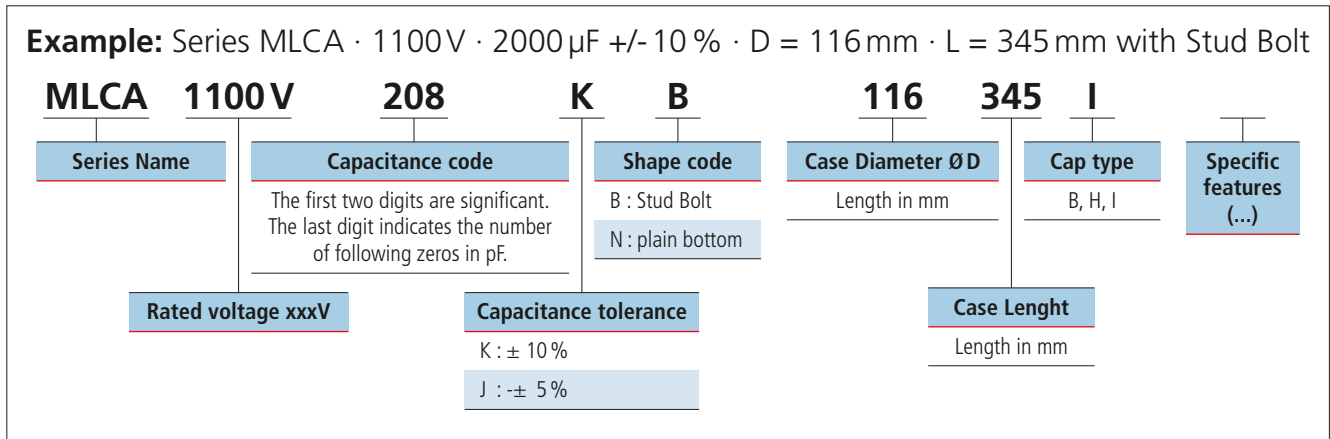 Example: Series MLCA · 1100 V · 2000 µF +/- 10 % · D = 116 mm · L = 345 mm with Stud Bolt
MLCA 1100 V 208 K B 116 345 I
Series Name
Capacitance code
The first two digits are significant.
The last digit indicates the number
of following zeros in pF.
Shape code
B : Stud Bolt
N : plain bottom
Case Diameter Ø D
Length in mm
Cap type
B, H, I
Specific
features
(...)
Rated voltage xxxV
Capacitance tolerance
K : ± 10 %
J : -± 5 %
Case Lenght
Length in mm